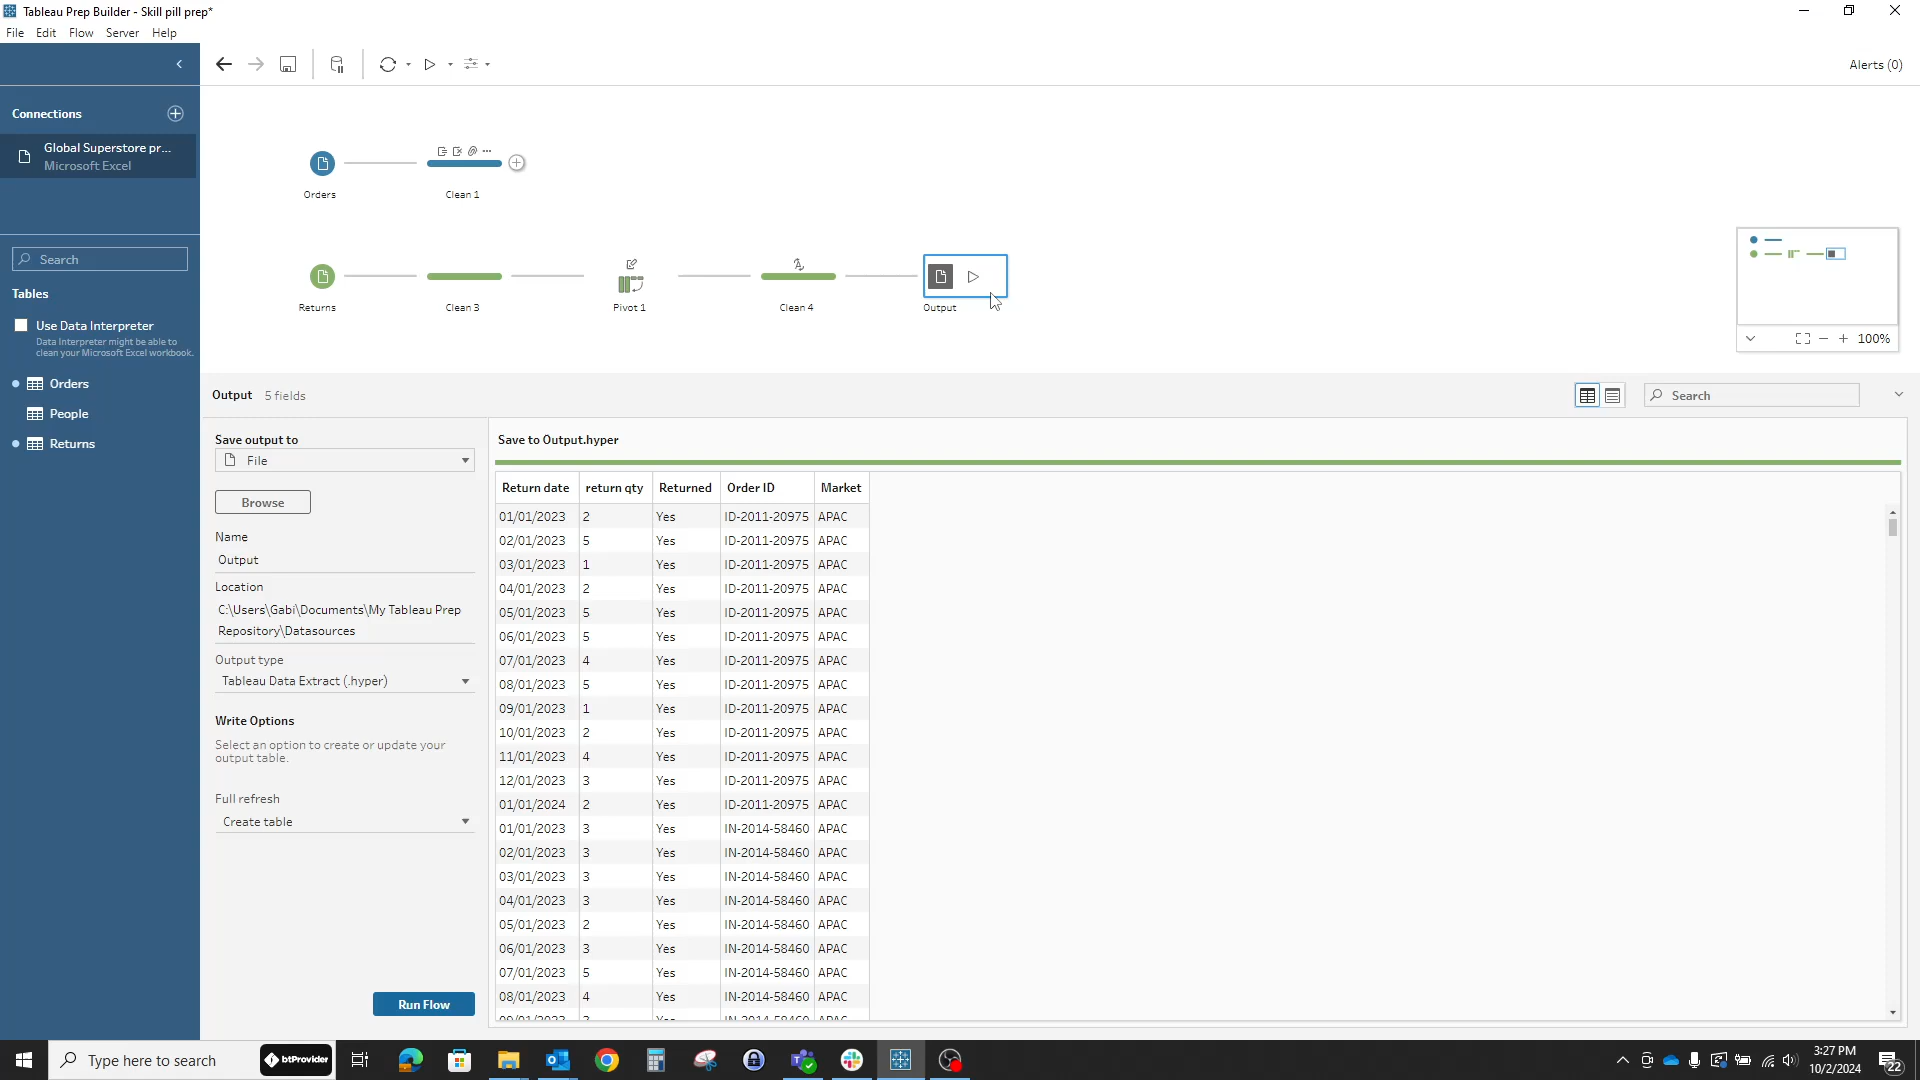 Tableau Prep Builder - Skill pill prep*
File Edit Flow Server Help
Alerts (0)
Connections
Global Superstore pr...
Microsoft Excel
Search
Tables
Use Data Interpreter
Data Interpreter might be able to
clean your Microsoft Excel workbook.
Orders
People
Returns
Orders
Clean 1
Returns
Clean 3
Pivot 1
Clean 4
Output
100%
Output 5 fields
Search
Save output to
File
Browse
Name
Output
Location
C:\Users\Gabi\Documents\My Tableau Prep
Repository\Datasources
Output type
Tableau Data Extract (.hyper)
Write Options
Select an option to create or update your
output table.
Full refresh
Create table
Run Flow
Save to Output.hyper
Return date return qty Returned Order ID Market
01/01/2023 2 Yes ID-2011-20975 APAC
02/01/2023 5 Yes ID-2011-20975 APAC
03/01/2023 1 Yes ID-2011-20975 APAC
04/01/2023 2 Yes ID-2011-20975 APAC
05/01/2023 5 Yes ID-2011-20975 APAC
06/01/2023 5 Yes ID-2011-20975 APAC
07/01/2023 4 Yes ID-2011-20975 APAC
08/01/2023 5 Yes ID-2011-20975 APAC
09/01/2023 1 Yes ID-2011-20975 APAC
10/01/2023 2 Yes ID-2011-20975 APAC
11/01/2023 4 Yes ID-2011-20975 APAC
12/01/2023 3 Yes ID-2011-20975 APAC
01/01/2024 2 Yes ID-2011-20975 APAC
01/01/2023 3 Yes IN-2014-58460 APAC
02/01/2023 3 Yes IN-2014-58460 APAC
03/01/2023 3 Yes IN-2014-58460 APAC
04/01/2023 3 Yes IN-2014-58460 APAC
05/01/2023 2 Yes IN-2014-58460 APAC
06/01/2023 3 Yes IN-2014-58460 APAC
07/01/2023 5 Yes IN-2014-58460 APAC
08/01/2023 4 Yes IN-2014-58460 APAC
Type here to search
btProvider
3:27 PM
10/2/2024
22